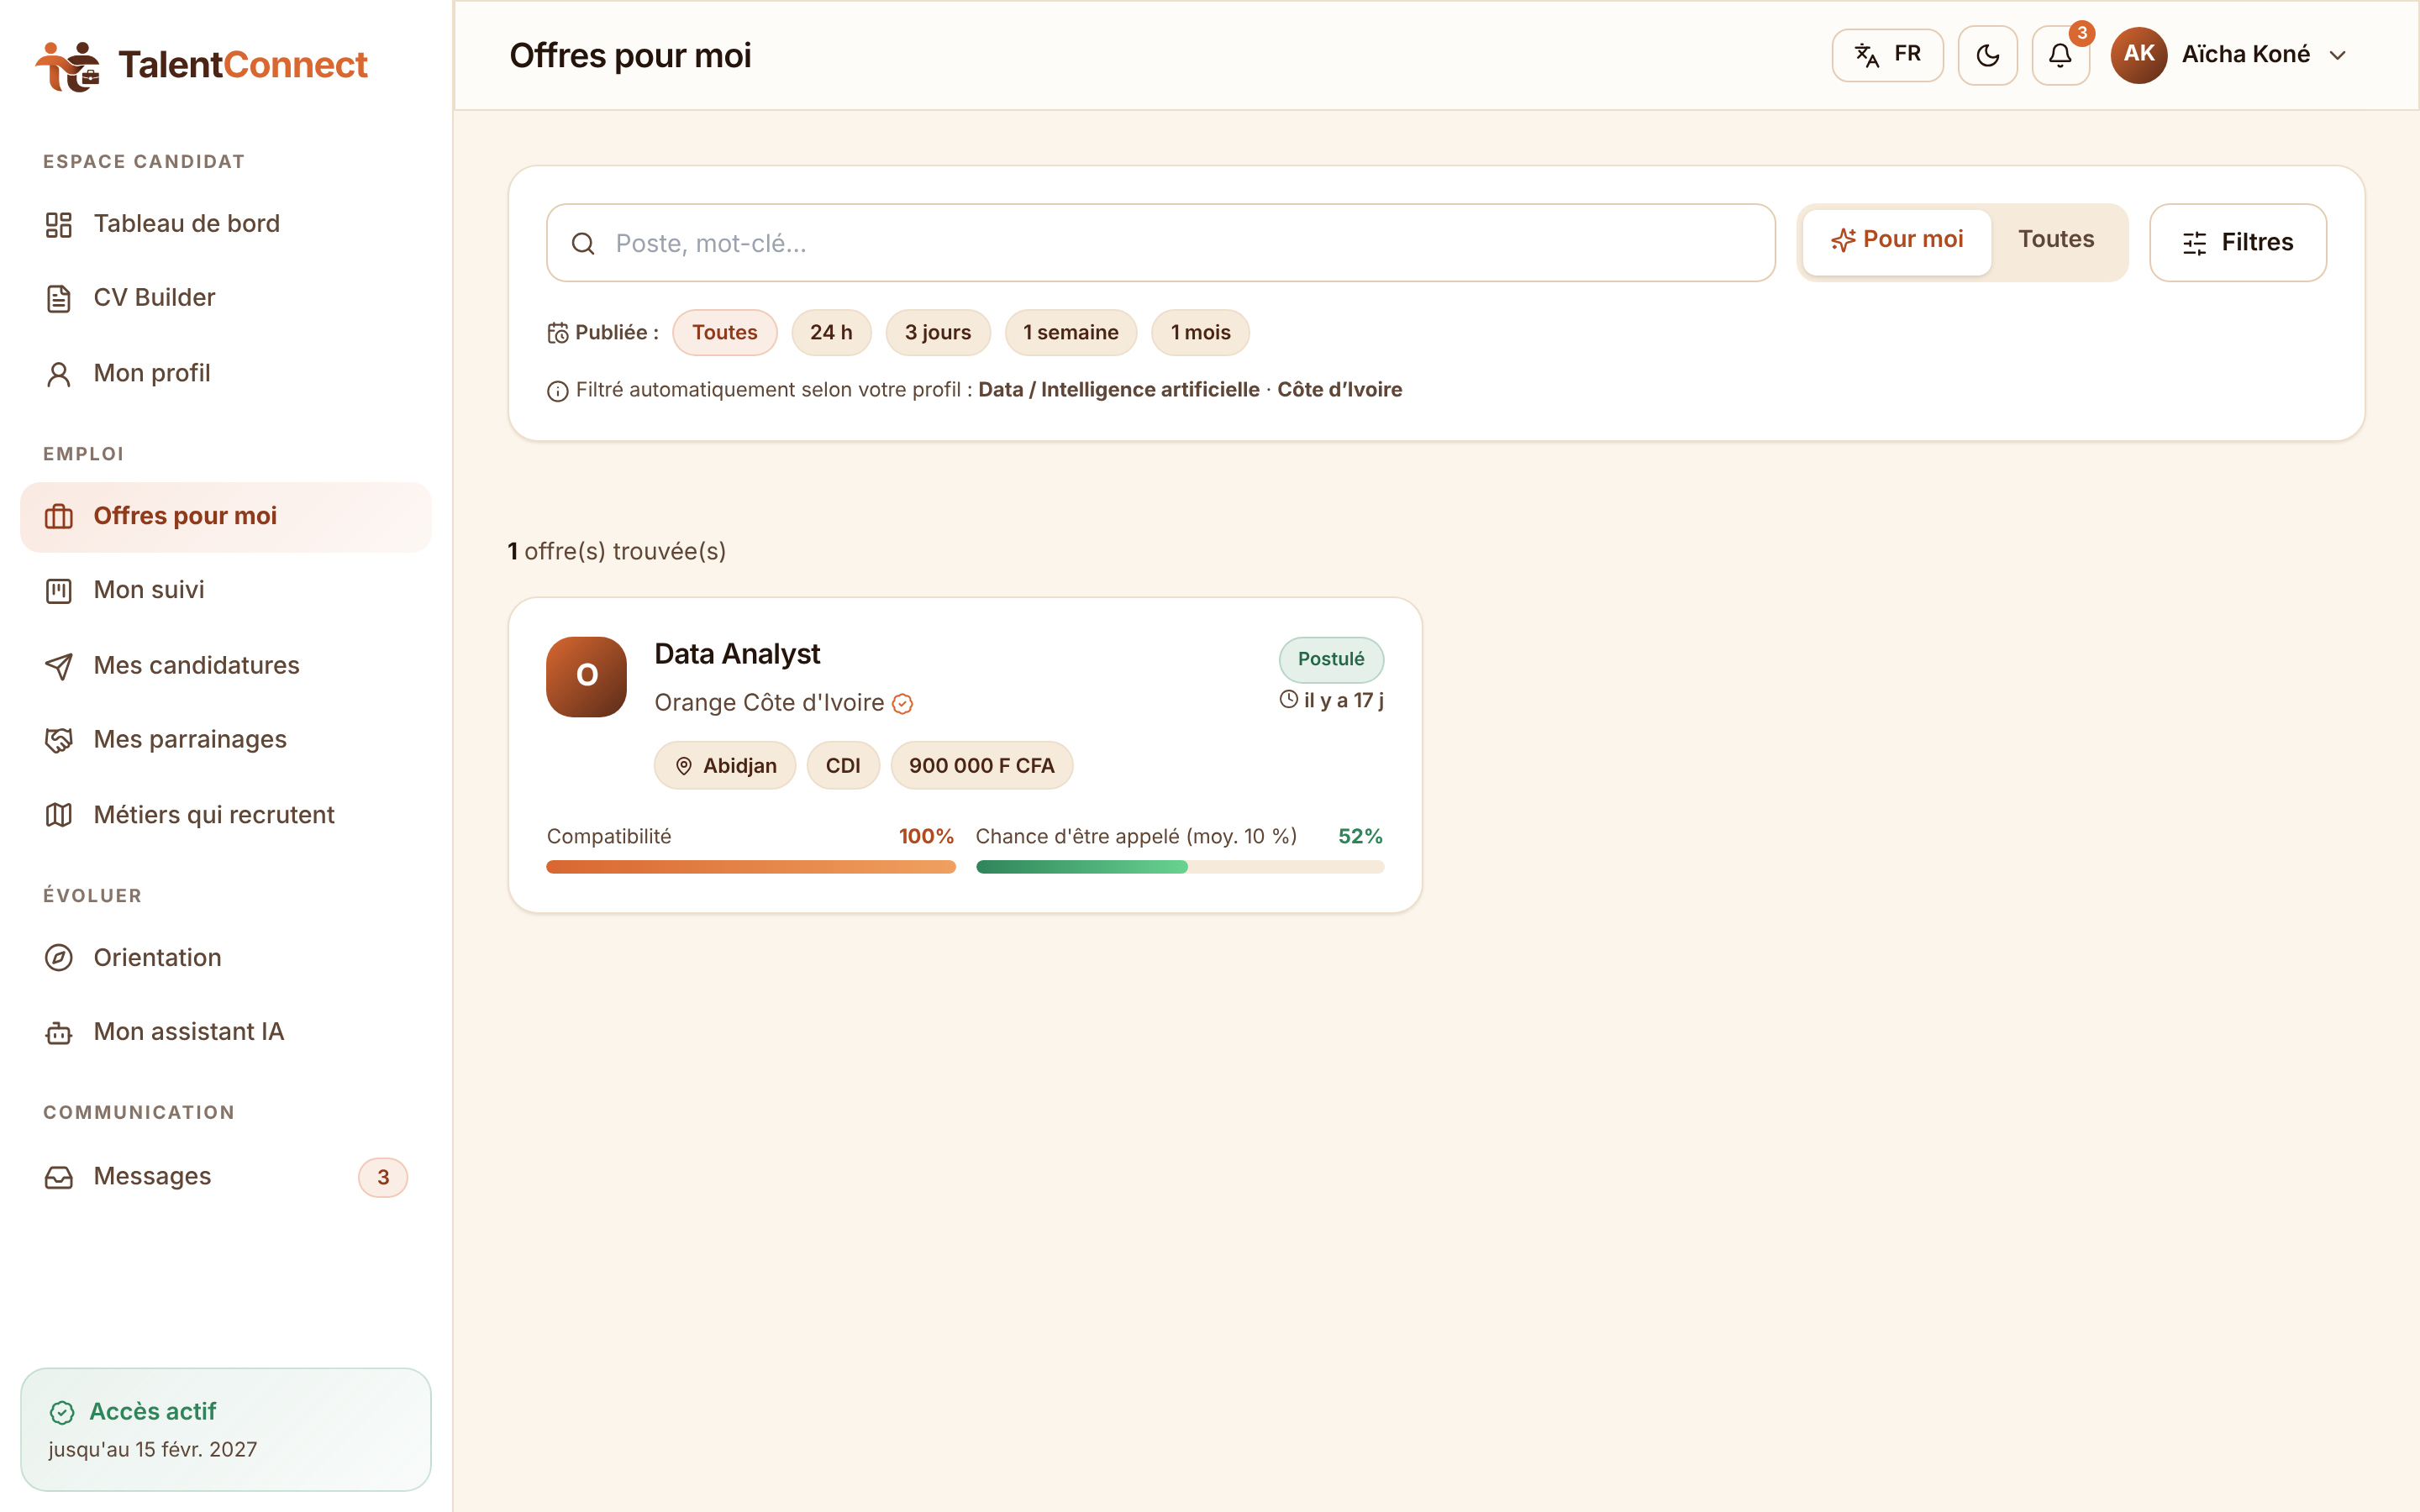 TalentConnect
ESPACE CANDIDAT
Tableau de bord
CV Builder
Mon profil
EMPLOI
Offres pour moi
Mon suivi
Mes candidatures
Mes parrainages
Métiers qui recrutent
ÉVOLUER
Orientation
Mon assistant IA
COMMUNICATION
Messages 3
Accès actif
jusqu'au 15 févr. 2027
Offres pour moi
FR
3
AK Aïcha Koné
Poste, mot-clé...
Pour moi Toutes
Filtres
Publiée : Toutes 24 h 3 jours 1 semaine 1 mois
Filtré automatiquement selon votre profil : Data / Intelligence artificielle · Côte d’Ivoire
1 offre(s) trouvée(s)
O
Data Analyst
Postulé
Orange Côte d'Ivoire
il y a 17 j
Abidjan CDI 900 000 F CFA
Compatibilité 100%
Chance d'être appelé (moy. 10 %) 52%